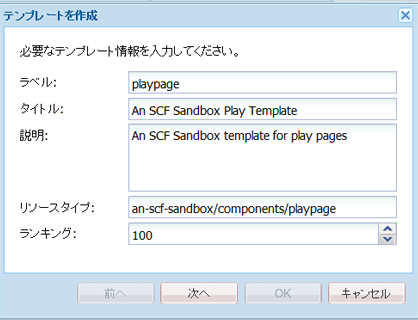 テンプレートを作成
必要なテンプレート情報を入力してください。
ラベル: playpage
タイトル: An SCF Sandbox Play Template
説明: An SCF Sandbox template for play pages
リソースタイプ: an-scf-sandbox/components/playpage
ランキング: 100
前へ 次へ OK キャンセル